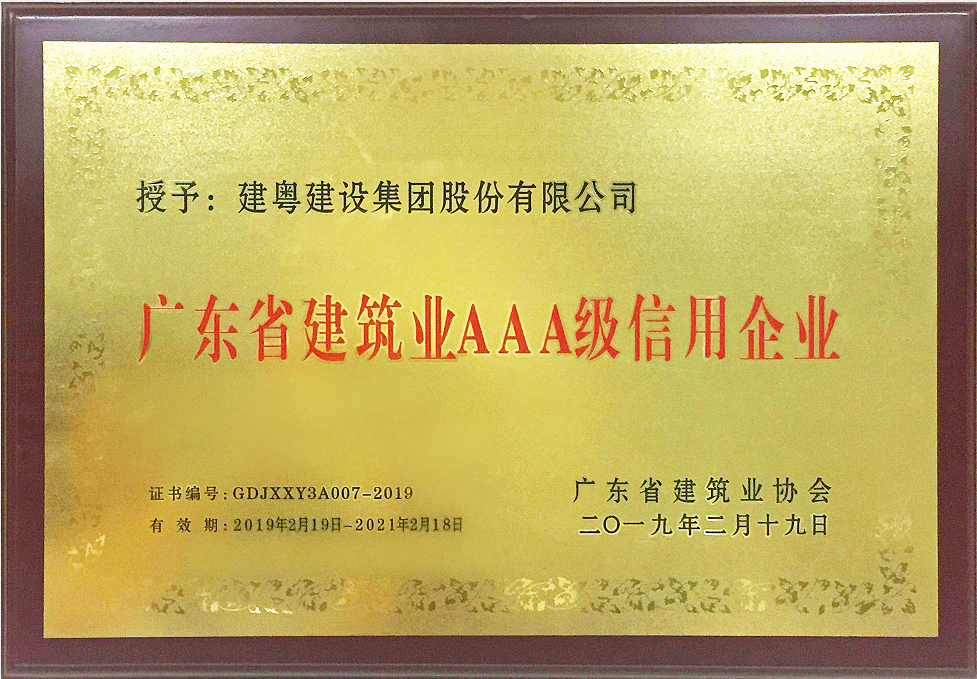 授予：建粤建设集团股份有限公司
广东省建筑业AAA级信用企业
证书编号：GDJXXY3A007-2019
有效期：2019年2月19日-2021年2月18日
广东省建筑业协会
二〇一九年二月十九日